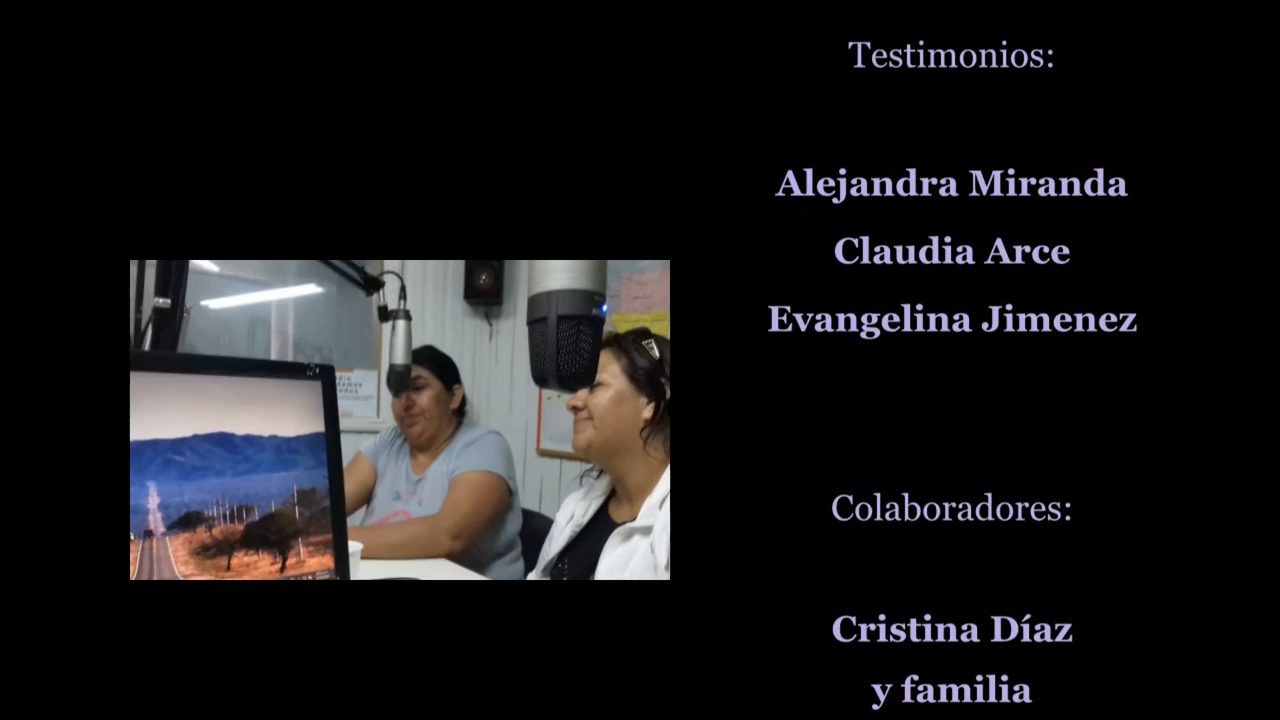 Testimonios:
Alejandra Miranda
Claudia Arce
Evangelina Jimenez
Colaboradores:
Cristina Díaz
y familia